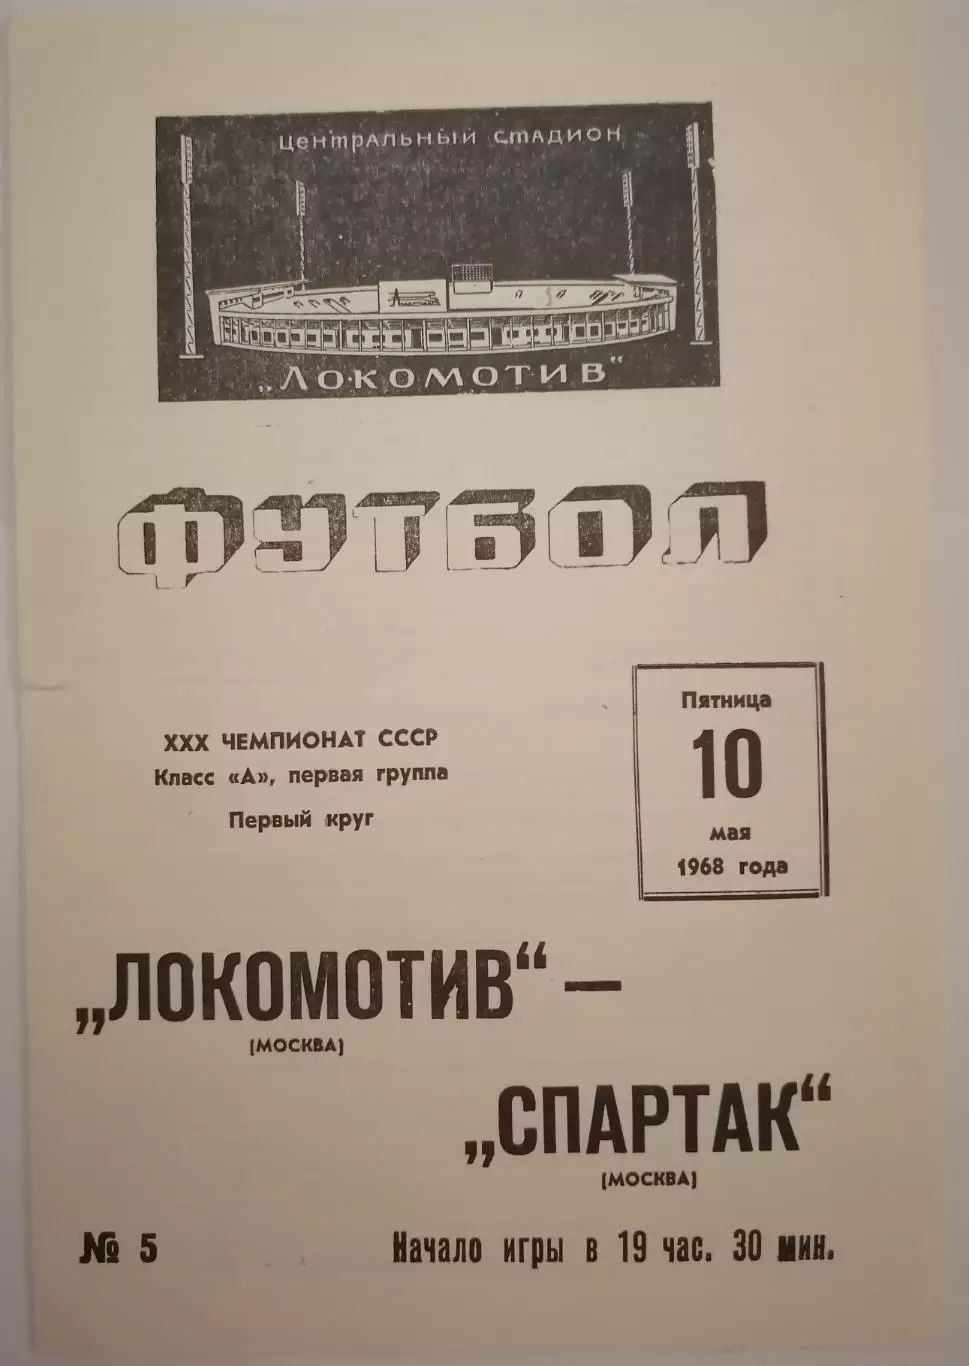 ЦЕНТРАЛЬНЫЙ СТАДИОН
„ЛОКОМОТИВ“
ФУТБОЛ
XXX ЧЕМПИОНАТ СССР
Класс «А», первая группа
Первый круг
Пятница
10
мая
1968 года
„ЛОКОМОТИВ“ —
(МОСКВА)
„СПАРТАК“
(МОСКВА)
№ 5
Начало игры в 19 час. 30 мин.